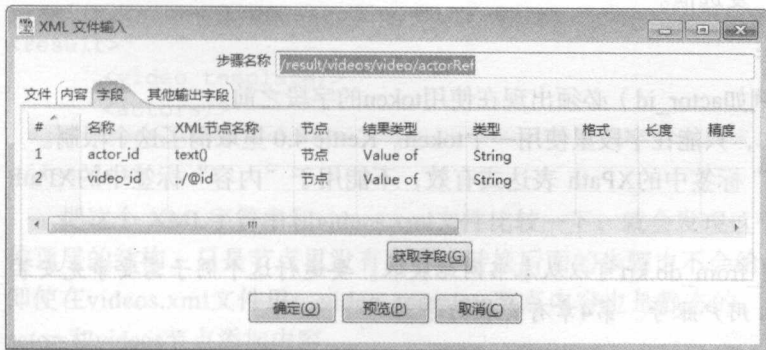 XML 文件输入
步骤名称 /result/videos/video/actorRef
文件 内容 字段 其他输出字段
# 名称 XML节点名称 节点 结果类型 类型 格式 长度 精度
1 actor_id text() 节点 Value of String
2 video_id ../@id 节点 Value of String
获取字段(G)
确定(O) 预览(P) 取消(C)